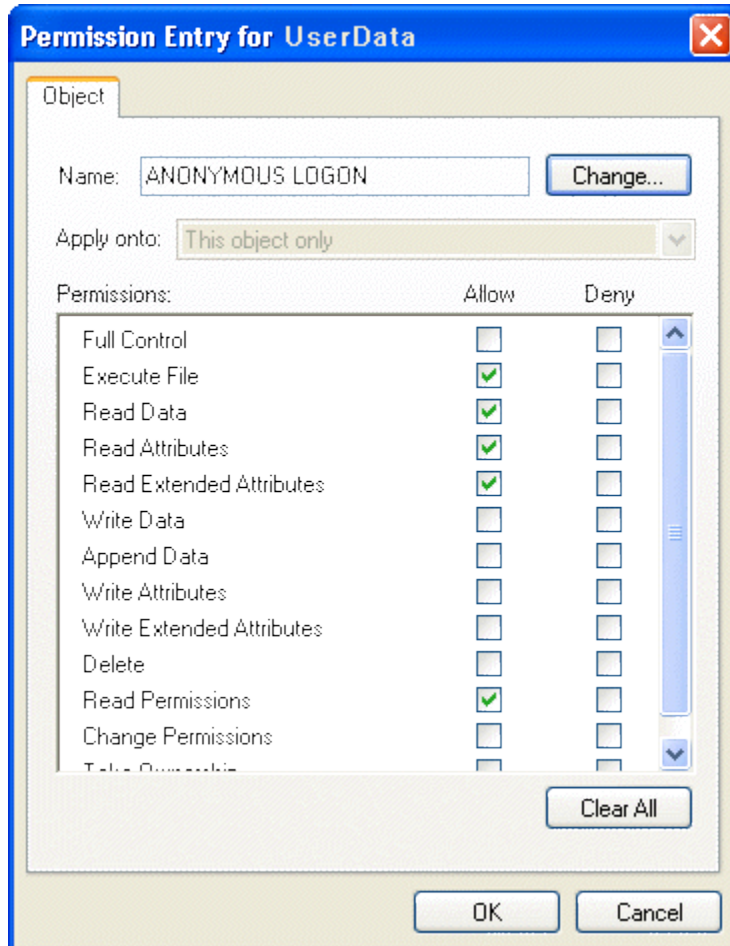 Permission Entry for UserData
Object
Name: ANONYMOUS LOGON Change...
Apply onto: This object only
Permissions: Allow Deny
Full Control
Execute File
Read Data
Read Attributes
Read Extended Attributes
Write Data
Append Data
Write Attributes
Write Extended Attributes
Delete
Read Permissions
Change Permissions
Take Ownership
Clear All
OK Cancel